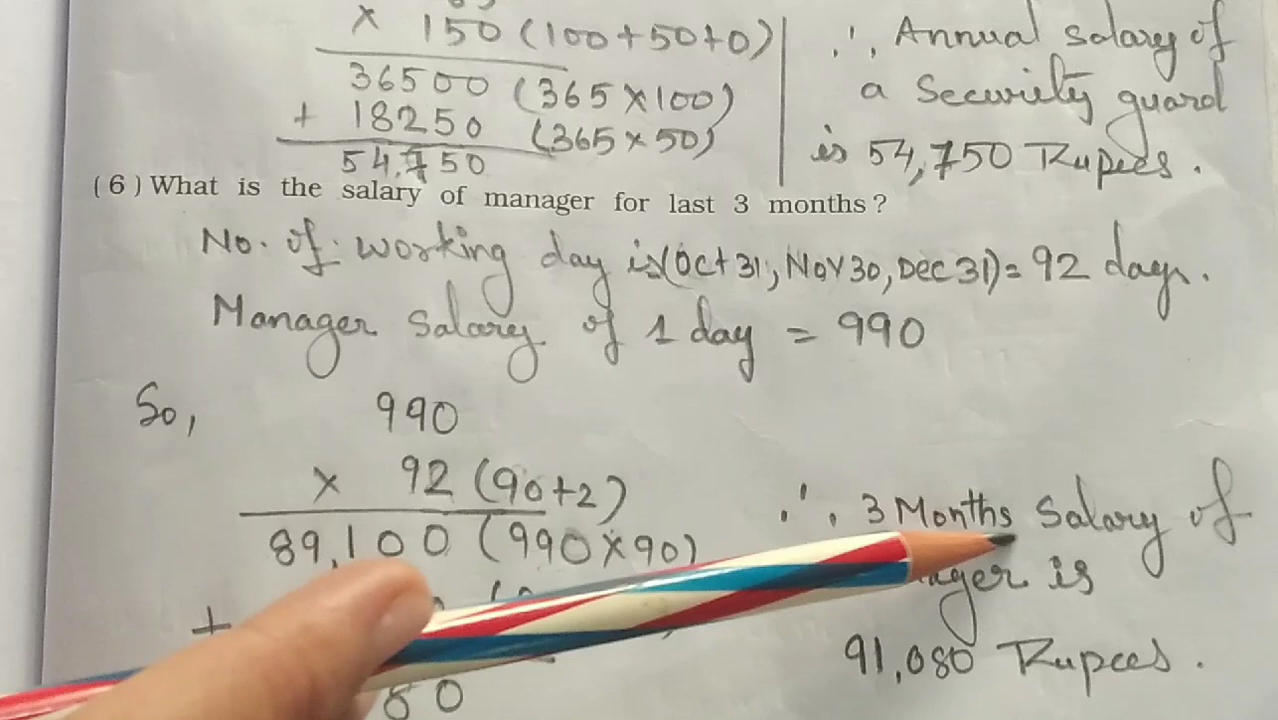 × 150 (100+50+0)
36500 (365×100)
+ 18250 (365×50)
54,750
∴ Annual salary of
a Security guard
is 54,750 Rupees.
(6) What is the salary of manager for last 3 months?
No. of working day is (Oct 31, Nov 30, Dec 31) = 92 days.
Manager Salary of 1 day = 990
So, 990
× 92 (90+2)
89,100 (990×90)
+
80
∴ 3 Months Salary of
ager is
91,080 Rupees.